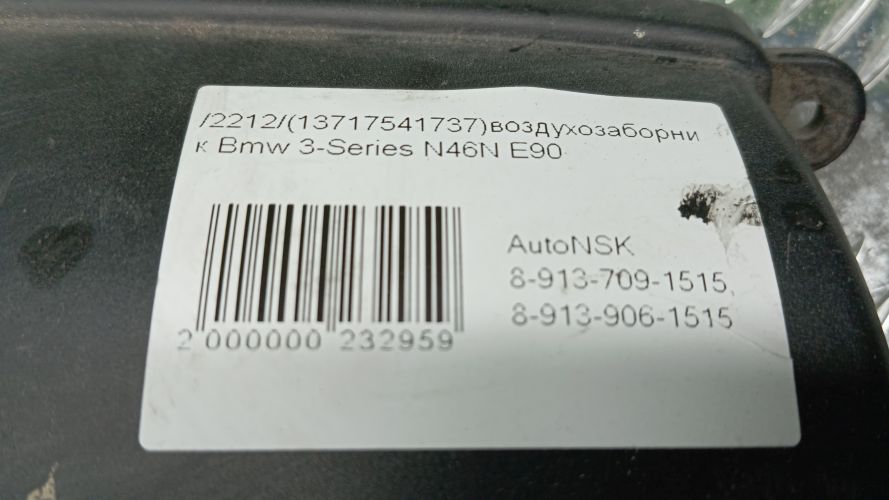 /2212/(13717541737)воздухозаборни
к Bmw 3-Series N46N E90
AutoNSK
8-913-709-1515,
8-913-906-1515
2 000000 232959